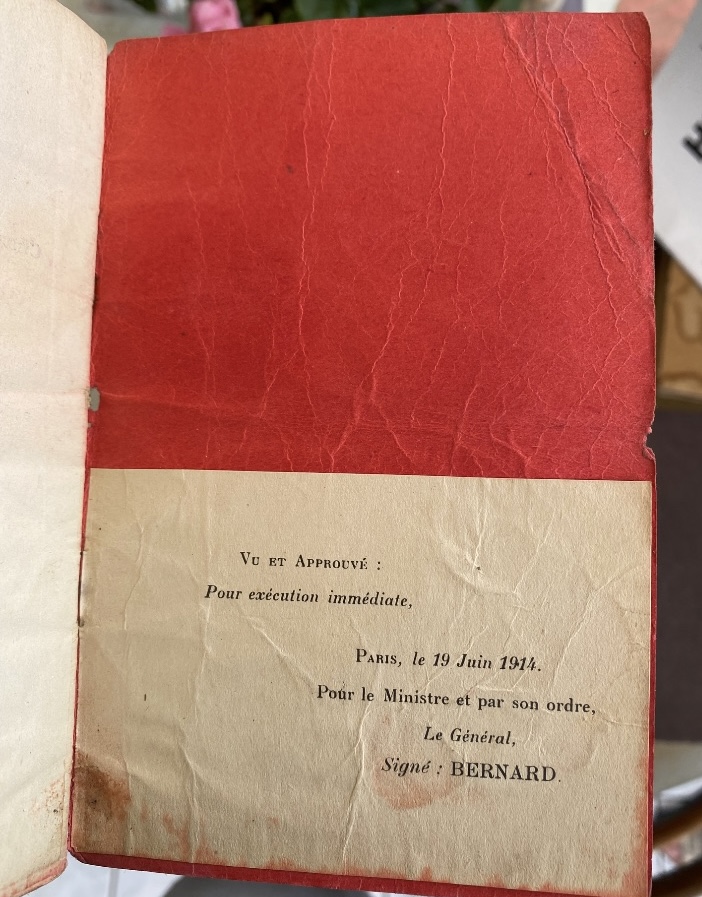 Vu et Approuvé :
Pour exécution immédiate,
Paris, le 19 Juin 1914.
Pour le Ministre et par son ordre,
Le Général,
Signé : BERNARD.